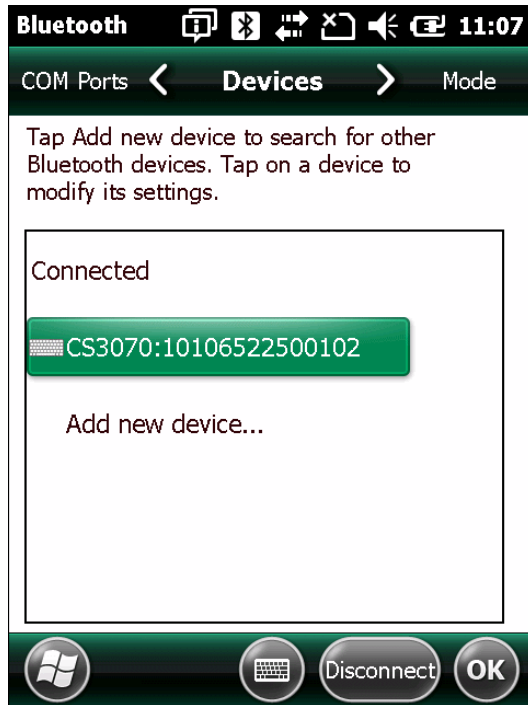 Bluetooth 11:07
COM Ports Devices Mode
Tap Add new device to search for other
Bluetooth devices. Tap on a device to
modify its settings.
Connected
CS3070:10106522500102
Add new device...
Disconnect OK